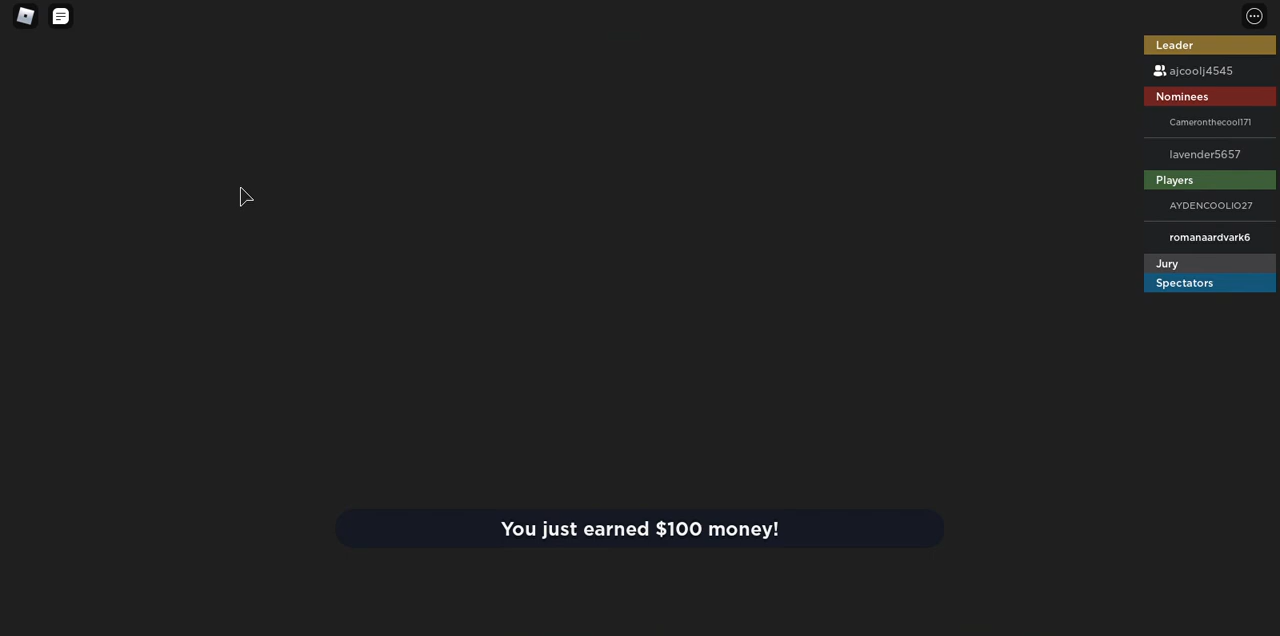 Leader
ajcoolj4545
Nominees
Cameronthecool171
lavender5657
Players
AYDENCOOLIO27
romanaardvark6
Jury
Spectators
You just earned $100 money!